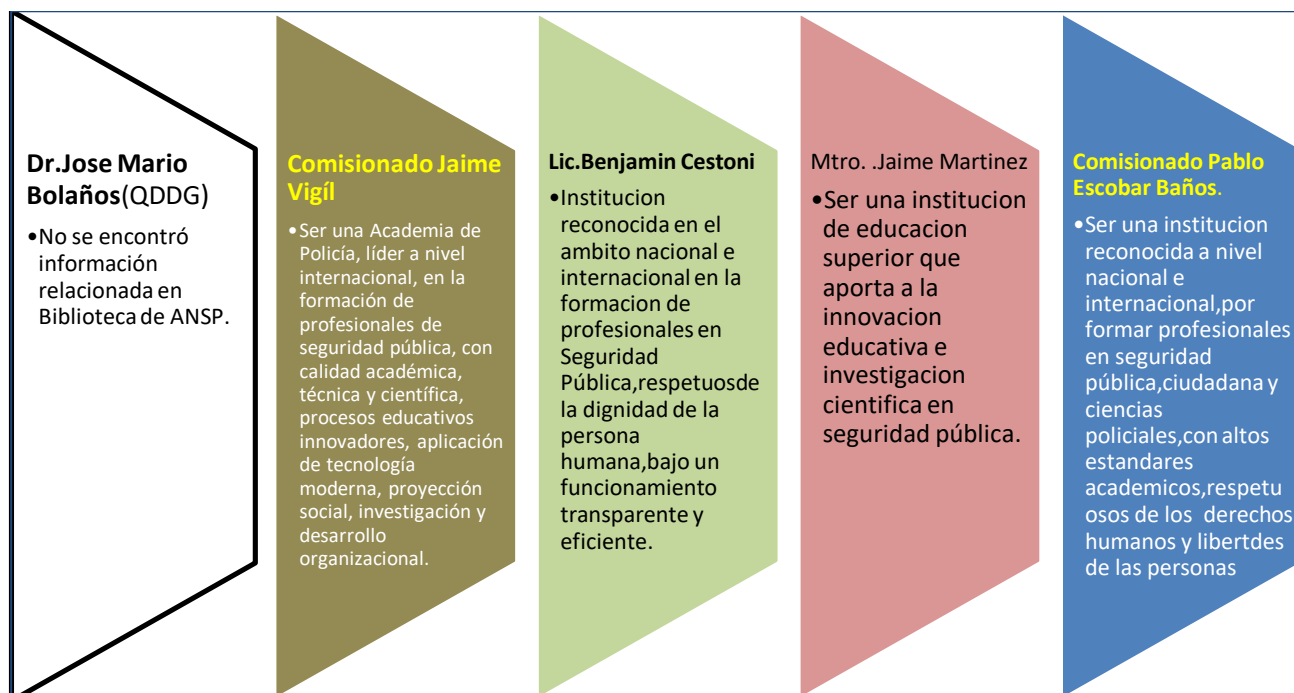 Dr.Jose Mario
Bolaños(QDDG)
•No se encontró
información
relacionada en
Biblioteca de ANSP.
Comisionado Jaime
Vigíl
•Ser una Academia de
Policía, líder a nivel
internacional, en la
formación de
profesionales de
seguridad pública, con
calidad académica,
técnica y científica,
procesos educativos
innovadores, aplicación
de tecnología
moderna, proyección
social, investigación y
desarrollo
organizacional.
Lic.Benjamin Cestoni
•Institucion
reconocida en el
ambito nacional e
internacional en la
formacion de
profesionales en
Seguridad
Pública,respetuosde
la dignidad de la
persona
humana,bajo un
funcionamiento
transparente y
eficiente.
Mtro. .Jaime Martinez
•Ser una institucion
de educacion
superior que
aporta a la
innovacion
educativa e
investigacion
cientifica en
seguridad pública.
Comisionado Pablo
Escobar Baños.
•Ser una institucion
reconocida a nivel
nacional e
internacional,por
formar profesionales
en seguridad
pública,ciudadana y
ciencias
policiales,con altos
estandares
academicos,respetu
osos de los derechos
humanos y libertdes
de las personas